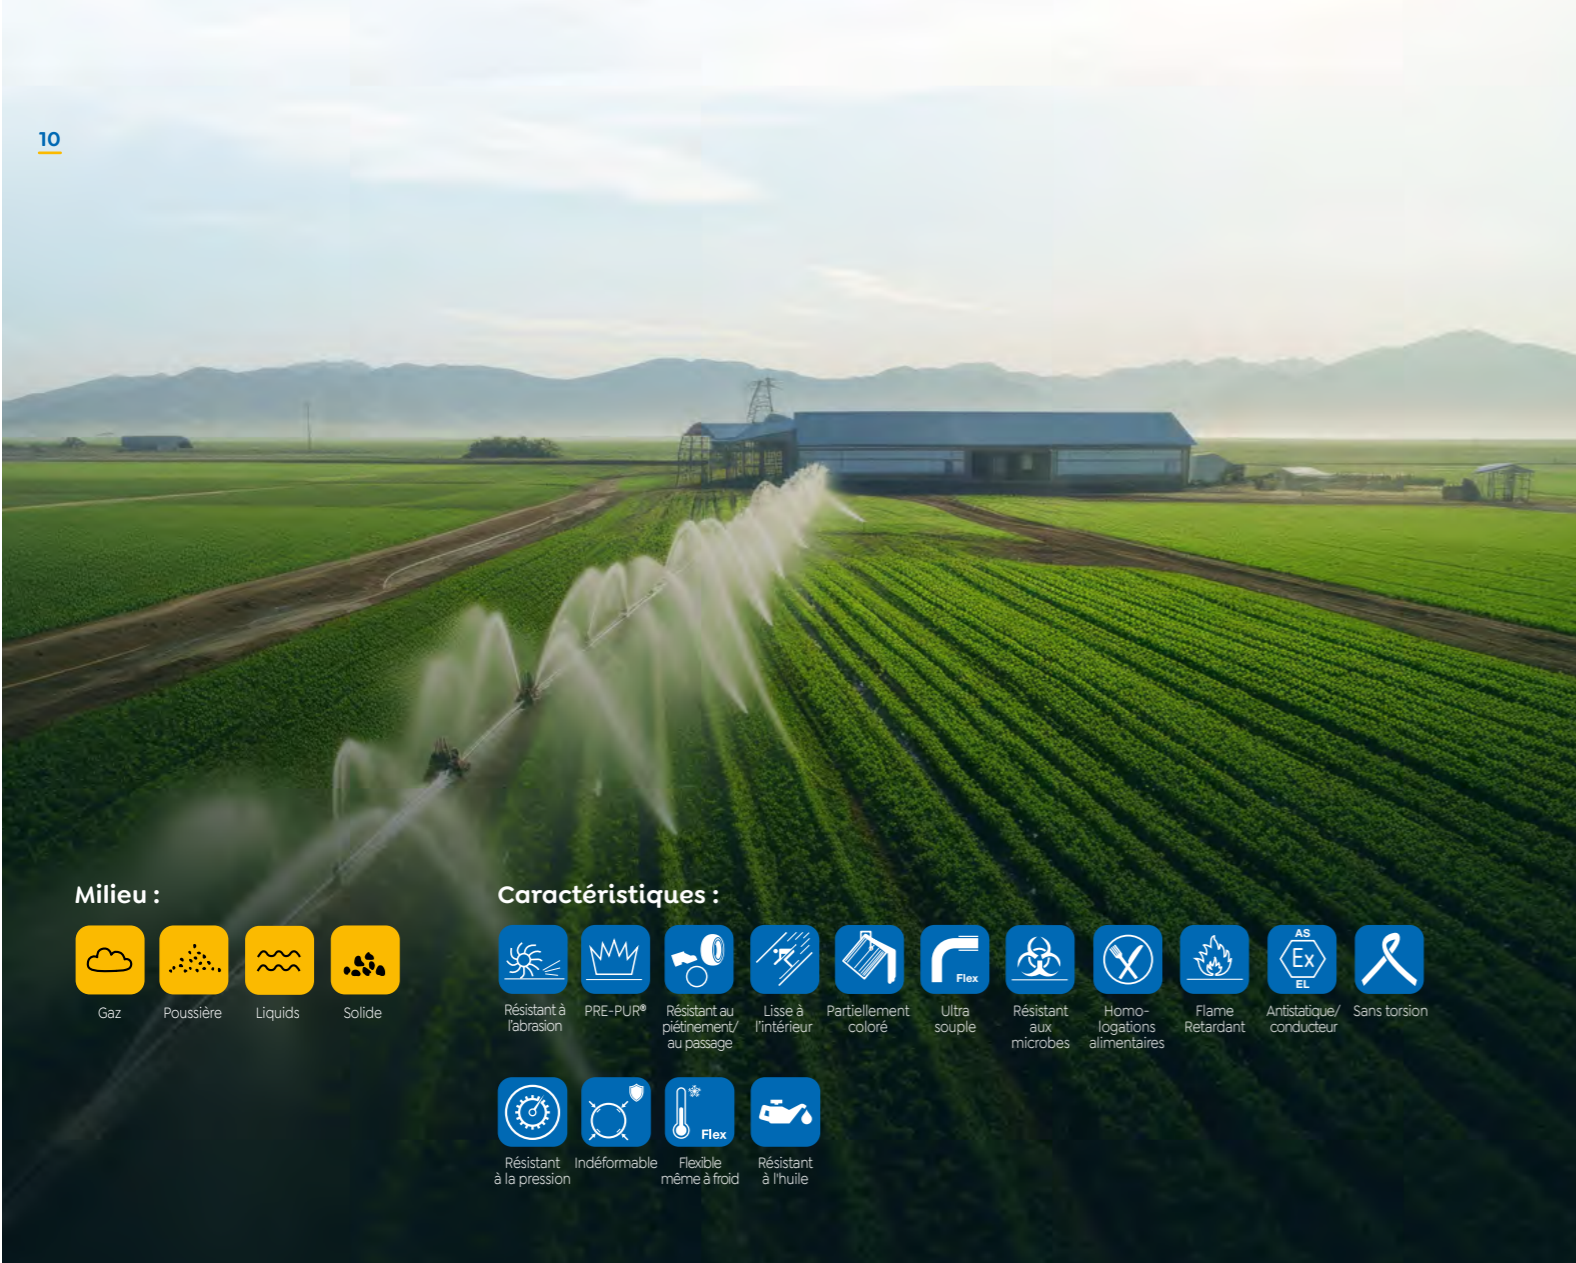 10
Milieu :
Gaz
Poussière
Liquids
Solide
Caractéristiques :
Résistant à
l'abrasion
PRE-PUR®
Résistant au
piétinement/
au passage
Lisse à
l'intérieur
Partiellement
coloré
Flex
Ultra
souple
Résistant
aux
microbes
Homo-
logations
alimentaires
Flame
Retardant
AS
Ex
EL
Antistatique/
conducteur
Sans torsion
Résistant
à la pression
Indéformable
Flex
Flexible
même à froid
Résistant
à l'huile